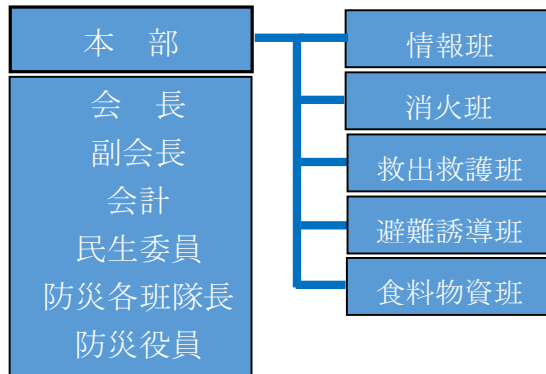 本　部
会　長
副会長
会計
民生委員
防災各班隊長
防災役員
情報班
消火班
救出救護班
避難誘導班
食料物資班